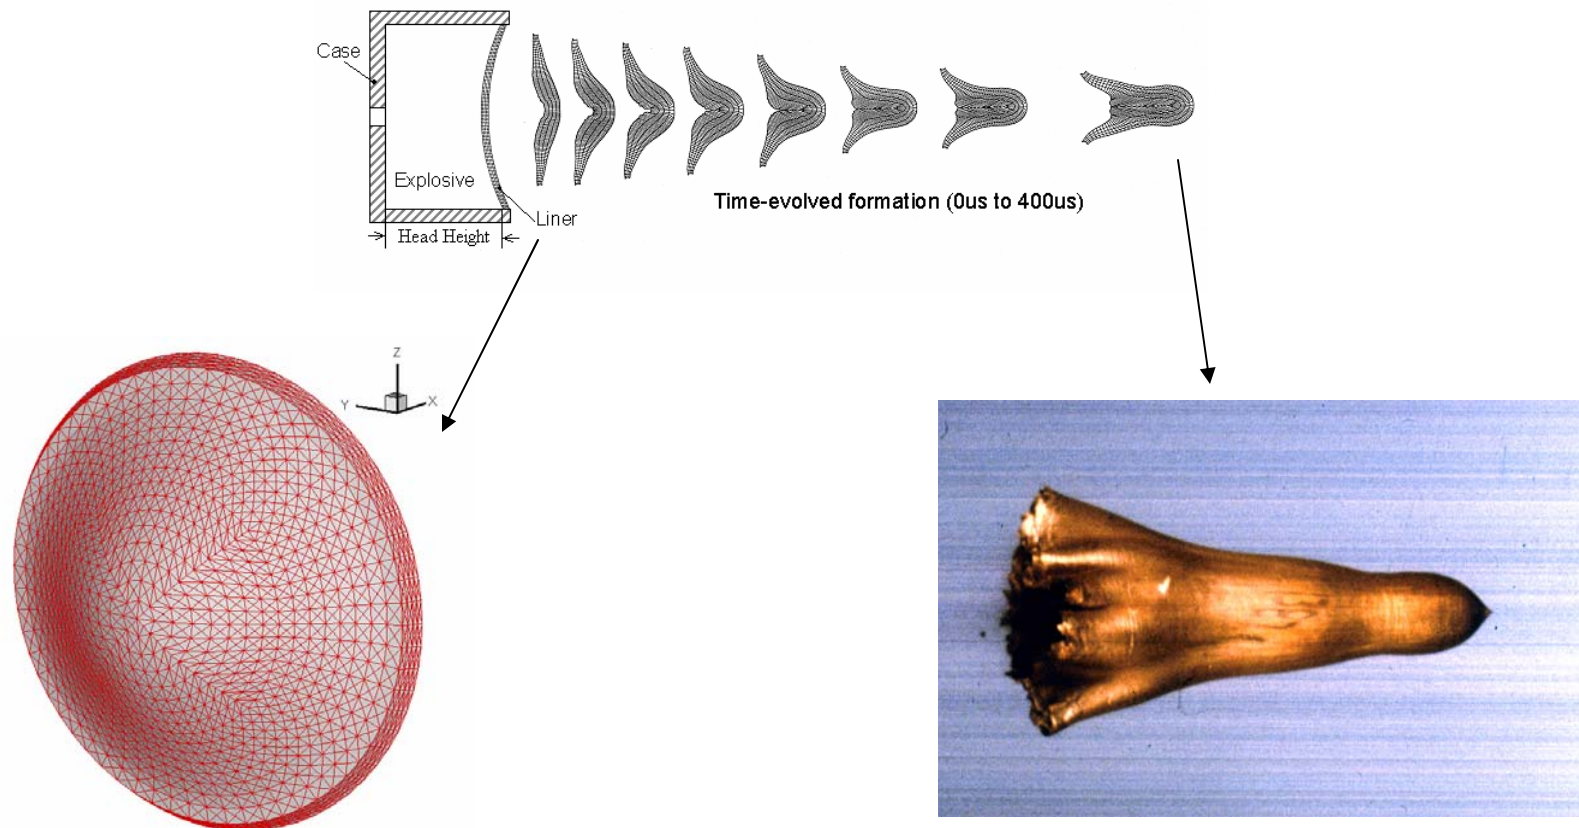 Case
Explosive
Liner
Head Height
Time-evolved formation (0us to 400us)
Z
Y
X